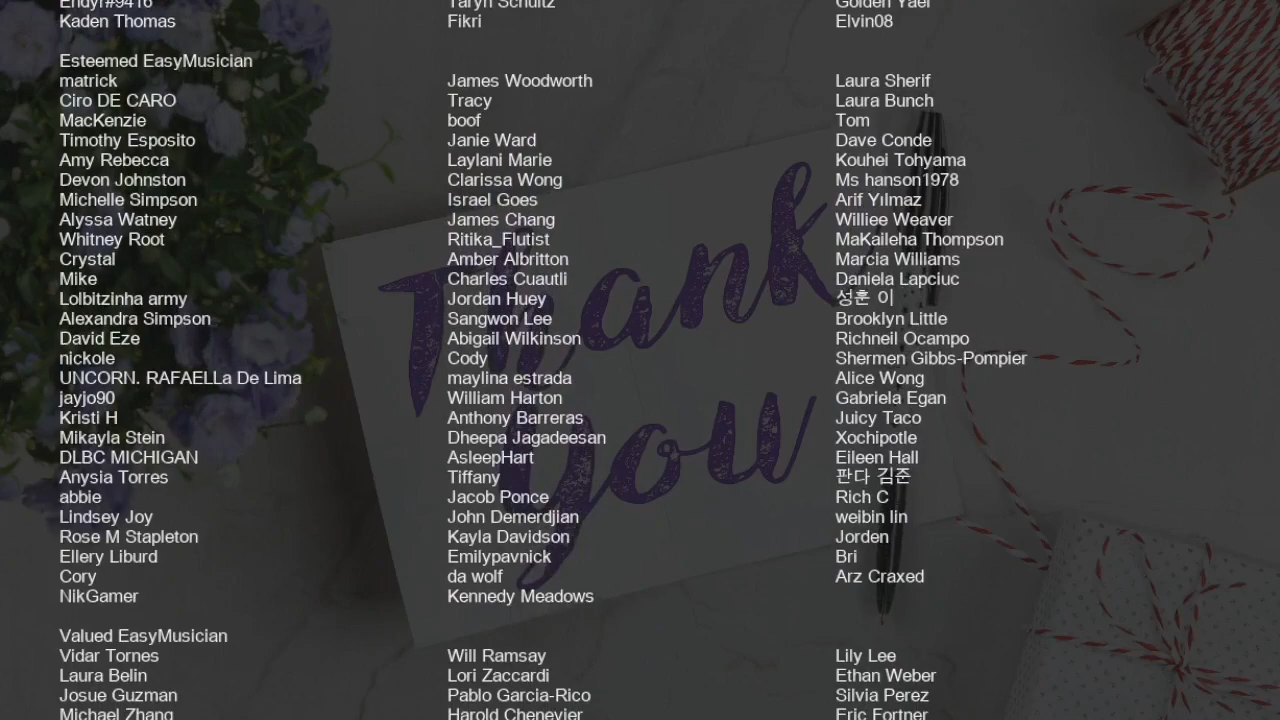 Endyr#9416
Taryn Schultz
Golden Yaer
Kaden Thomas
Fikri
Elvin08
Esteemed EasyMusician
matrick
James Woodworth
Laura Sherif
Ciro DE CARO
Tracy
Laura Bunch
MacKenzie
boof
Tom
Timothy Esposito
Janie Ward
Dave Conde
Amy Rebecca
Laylani Marie
Kouhei Tohyama
Devon Johnston
Clarissa Wong
Ms hanson1978
Michelle Simpson
Israel Goes
Arif Yılmaz
Alyssa Watney
James Chang
Williee Weaver
Whitney Root
Ritika_Flutist
MaKaileha Thompson
Crystal
Amber Albritton
Marcia Williams
Mike
Charles Cuautli
Daniela Lapciuc
Lolbitzinha army
Jordan Huey
성훈 이
Alexandra Simpson
Sangwon Lee
Brooklyn Little
David Eze
Abigail Wilkinson
Richneil Ocampo
nickole
Cody
Shermen Gibbs-Pompier
UNCORN. RAFAELLa De Lima
maylina estrada
Alice Wong
jayjo90
William Harton
Gabriela Egan
Kristi H
Anthony Barreras
Juicy Taco
Mikayla Stein
Dheepa Jagadeesan
Xochipotle
DLBC MICHIGAN
AsleepHart
Eileen Hall
Anysia Torres
Tiffany
판다 김준
abbie
Jacob Ponce
Rich C
Lindsey Joy
John Demerdjian
weibin lin
Rose M Stapleton
Kayla Davidson
Jorden
Ellery Liburd
Emilypavnick
Bri
Cory
da wolf
Arz Craxed
NikGamer
Kennedy Meadows
Valued EasyMusician
Vidar Tornes
Will Ramsay
Lily Lee
Laura Belin
Lori Zaccardi
Ethan Weber
Josue Guzman
Pablo Garcia-Rico
Silvia Perez
Michael Zhang
Harold Chenevier
Eric Fortner
Thank
you